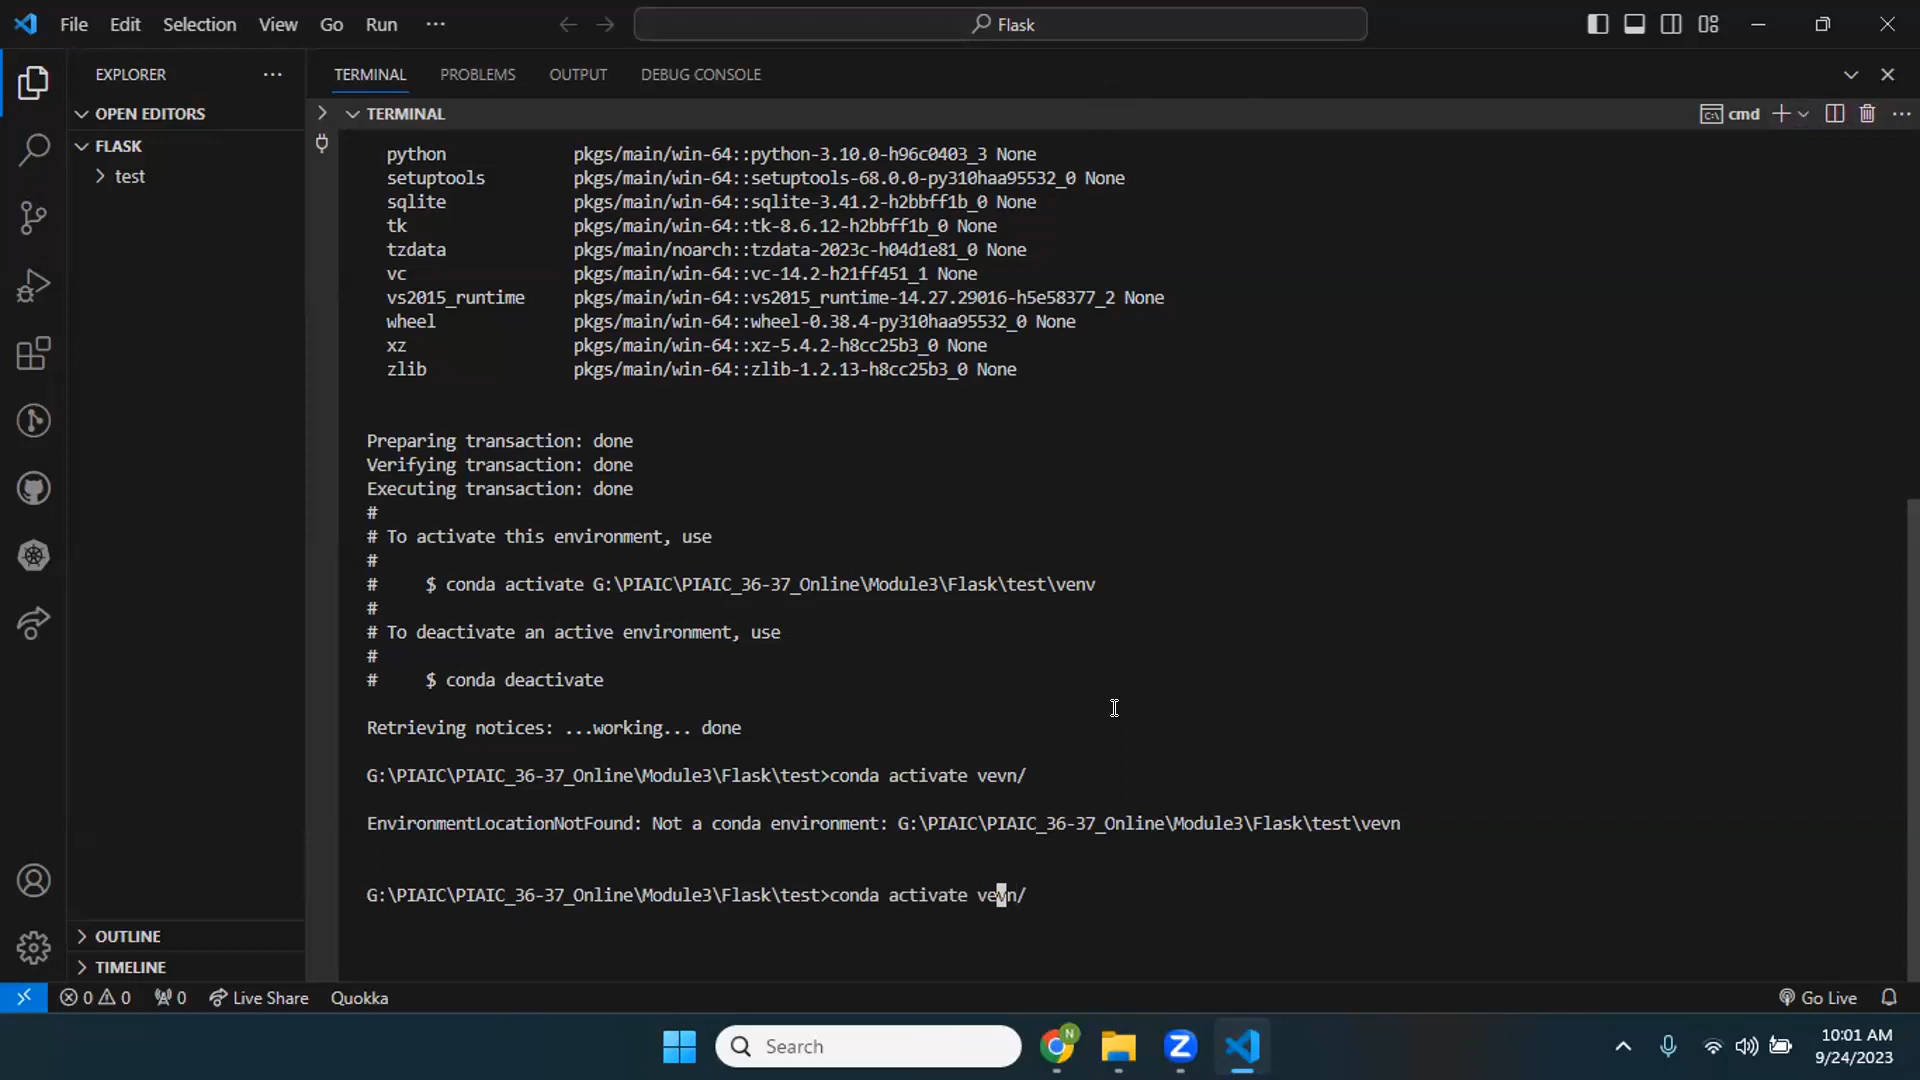 File Edit Selection View Go Run ... Flask
EXPLORER ... TERMINAL PROBLEMS OUTPUT DEBUG CONSOLE
OPEN EDITORS
TERMINAL
cmd
FLASK
test
python pkgs/main/win-64::python-3.10.0-h96c0403_3 None
setuptools pkgs/main/win-64::setuptools-68.0.0-py310haa95532_0 None
sqlite pkgs/main/win-64::sqlite-3.41.2-h2bbff1b_0 None
tk pkgs/main/win-64::tk-8.6.12-h2bbff1b_0 None
tzdata pkgs/main/noarch::tzdata-2023c-h04d1e81_0 None
vc pkgs/main/win-64::vc-14.2-h21ff451_1 None
vs2015_runtime pkgs/main/win-64::vs2015_runtime-14.27.29016-h5e58377_2 None
wheel pkgs/main/win-64::wheel-0.38.4-py310haa95532_0 None
xz pkgs/main/win-64::xz-5.4.2-h8cc25b3_0 None
zlib pkgs/main/win-64::zlib-1.2.13-h8cc25b3_0 None
Preparing transaction: done
Verifying transaction: done
Executing transaction: done
#
# To activate this environment, use
#
# $ conda activate G:\PIAIC\PIAIC_36-37_Online\Module3\Flask\test\venv
#
# To deactivate an active environment, use
#
# $ conda deactivate
Retrieving notices: ...working... done
G:\PIAIC\PIAIC_36-37_Online\Module3\Flask\test>conda activate vevn/
EnvironmentLocationNotFound: Not a conda environment: G:\PIAIC\PIAIC_36-37_Online\Module3\Flask\test\vevn
G:\PIAIC\PIAIC_36-37_Online\Module3\Flask\test>conda activate vevn/
OUTLINE
TIMELINE
0 0 0 Live Share Quokka Go Live
Search
N
Z
10:01 AM
9/24/2023